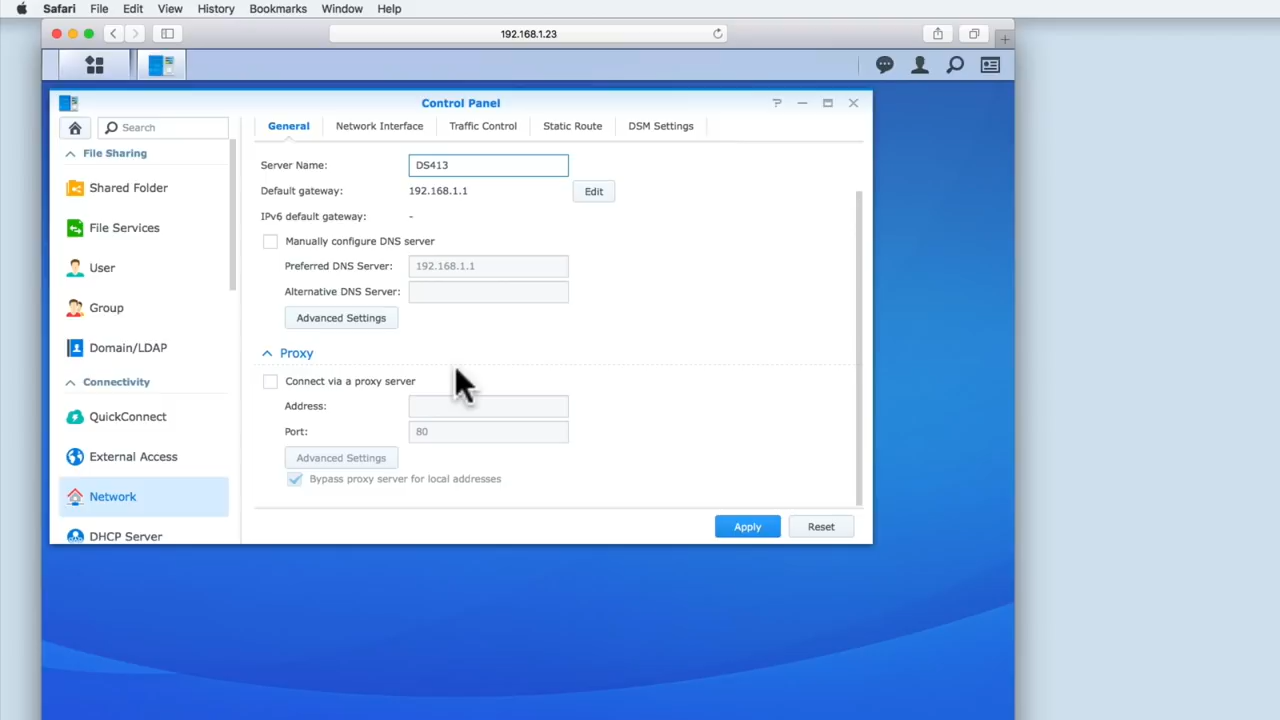 Safari File Edit View History Bookmarks Window Help
192.168.1.23
Control Panel
Search
General Network Interface Traffic Control Static Route DSM Settings
File Sharing
Shared Folder
File Services
User
Group
Domain/LDAP
Connectivity
QuickConnect
External Access
Network
DHCP Server
Server Name: DS413
Default gateway: 192.168.1.1 Edit
IPv6 default gateway: -
Manually configure DNS server
Preferred DNS Server: 192.168.1.1
Alternative DNS Server:
Advanced Settings
Proxy
Connect via a proxy server
Address:
Port: 80
Advanced Settings
Bypass proxy server for local addresses
Apply Reset